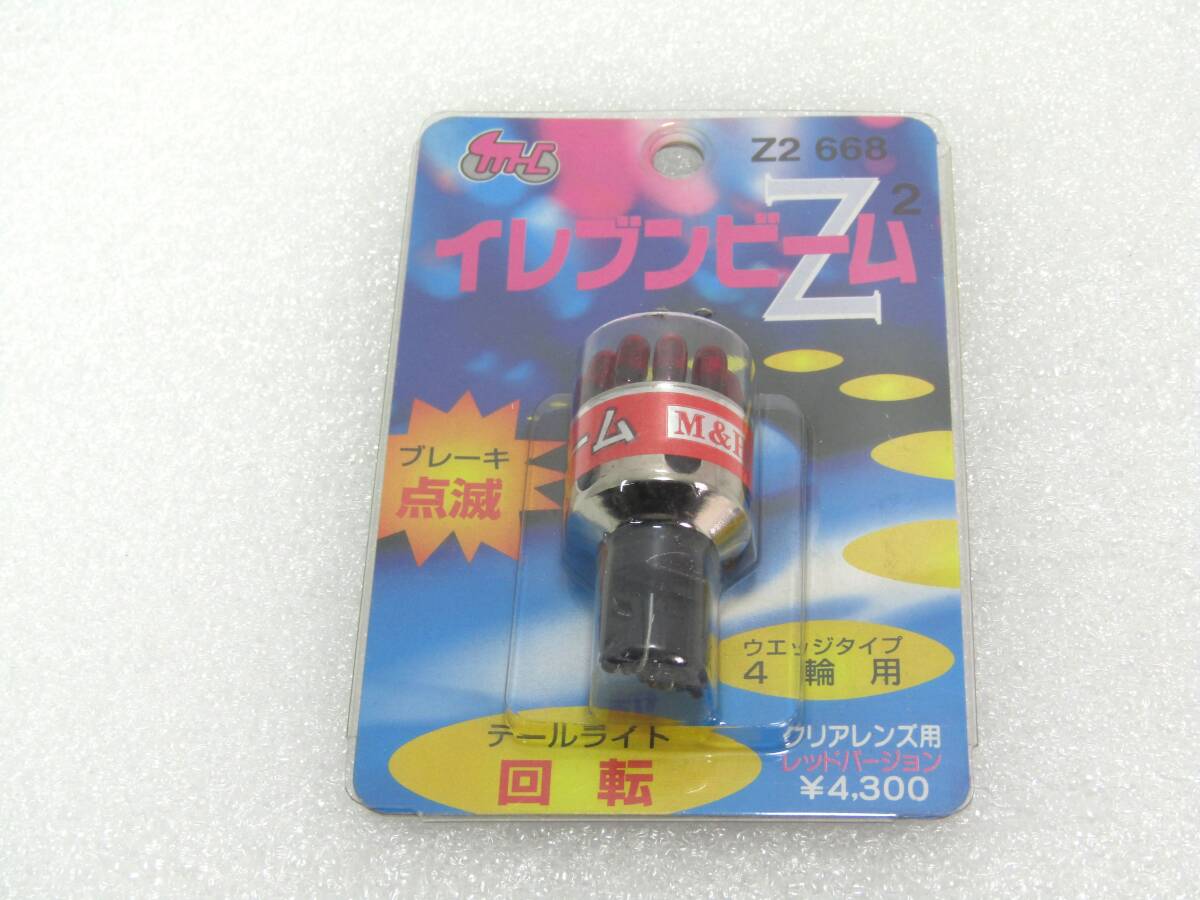 Z2 668
Z2
イレブンビーム
ーム M&H
ブレーキ
点滅
ウエッジタイプ
4輪用
テールライト
回転
クリアレンズ用
レッドバージョン
¥4,300